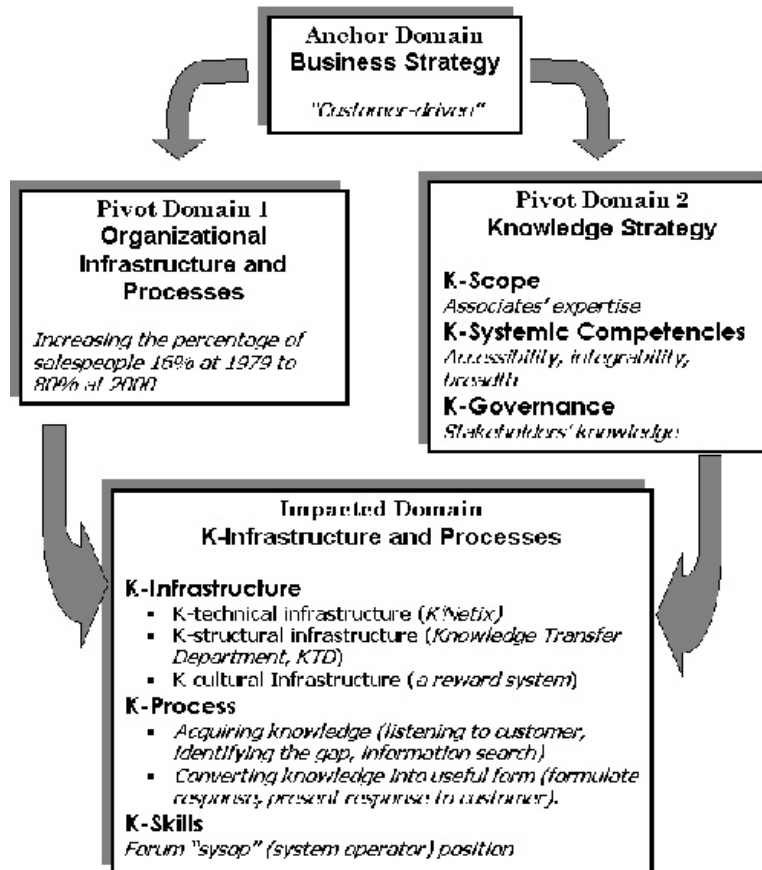 Anchor Domain
Business Strategy
"Customer-driven"
Pivot Domain 1
Organizational
Infrastructure and
Processes
Increasing the percentage of
salespeople 16% at 1979 to
80% at 2000
Pivot Domain 2
Knowledge Strategy
K-Scope
Associates' expertise
K-Systemic Competencies
Accessibility, integrability,
breadth
K-Governance
Stakeholders' knowledge
Impacted Domain
K-Infrastructure and Processes
K-Infrastructure
▪ K-technical infrastructure (K'Netix)
▪ K-structural infrastructure (Knowledge Transfer
Department, KTD)
▪ K cultural Infrastructure (a reward system)
K-Process
▪ Acquiring knowledge (listening to customer,
identifying the gap, information search)
▪ Converting knowledge into useful form (formulate
response, present response to customer).
K-Skills
Forum "sysop" (system operator) position